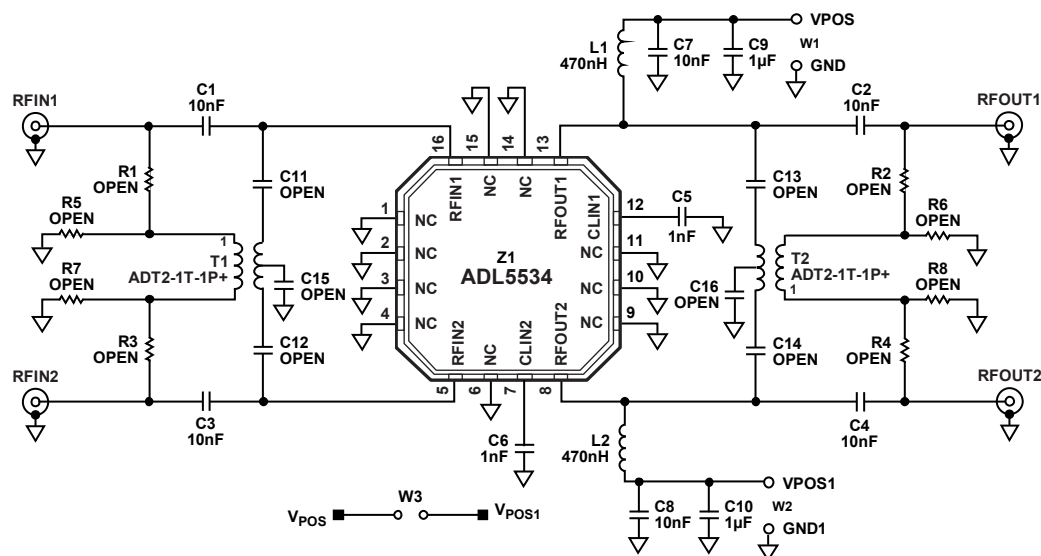 VPOS
W1
GND
L1
470nH
C7
10nF
C9
1µF
RFIN1
C1
10nF
C2
10nF
RFOUT1
16
15
14
13
RFIN1
NC
NC
RFOUT1
CLIN1
R1
OPEN
C11
OPEN
C13
OPEN
R2
OPEN
R5
OPEN
R6
OPEN
1
NC
2
NC
3
NC
4
NC
12
C5
1nF
11
NC
10
NC
9
NC
Z1
ADL5534
1
T1
ADT2-1T-1P+
R7
OPEN
C15
OPEN
C16
OPEN
T2
ADT2-1T-1P+
1
R8
OPEN
R3
OPEN
C12
OPEN
C14
OPEN
R4
OPEN
RFIN2
NC
CLIN2
RFOUT2
5
6
7
8
RFIN2
C3
10nF
C4
10nF
RFOUT2
C6
1nF
L2
470nH
VPOS1
W2
GND1
C8
10nF
C10
1µF
VPOS
W3
VPOS1